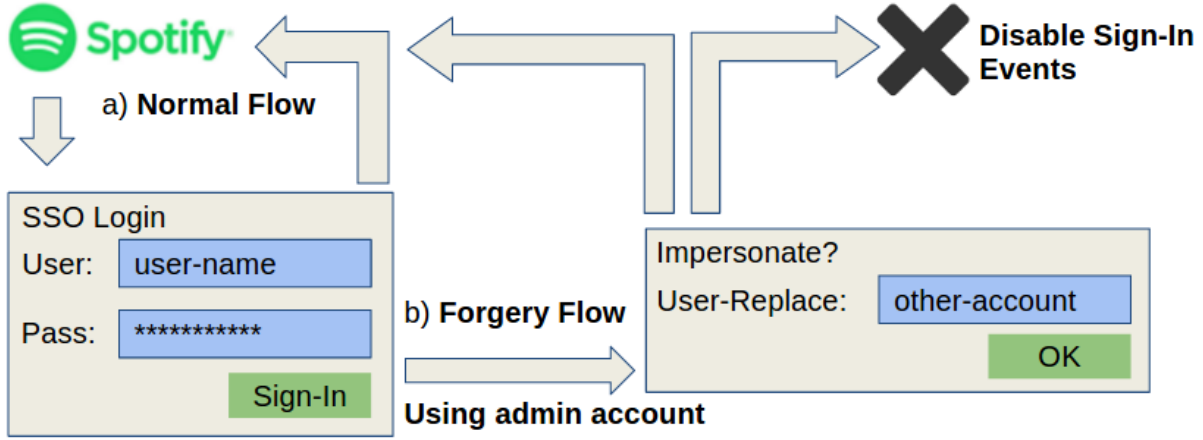 Spotify
Disable Sign-In
Events
a) Normal Flow
SSO Login
User: user-name
Pass: ***********
Sign-In
b) Forgery Flow
Using admin account
Impersonate?
User-Replace: other-account
OK